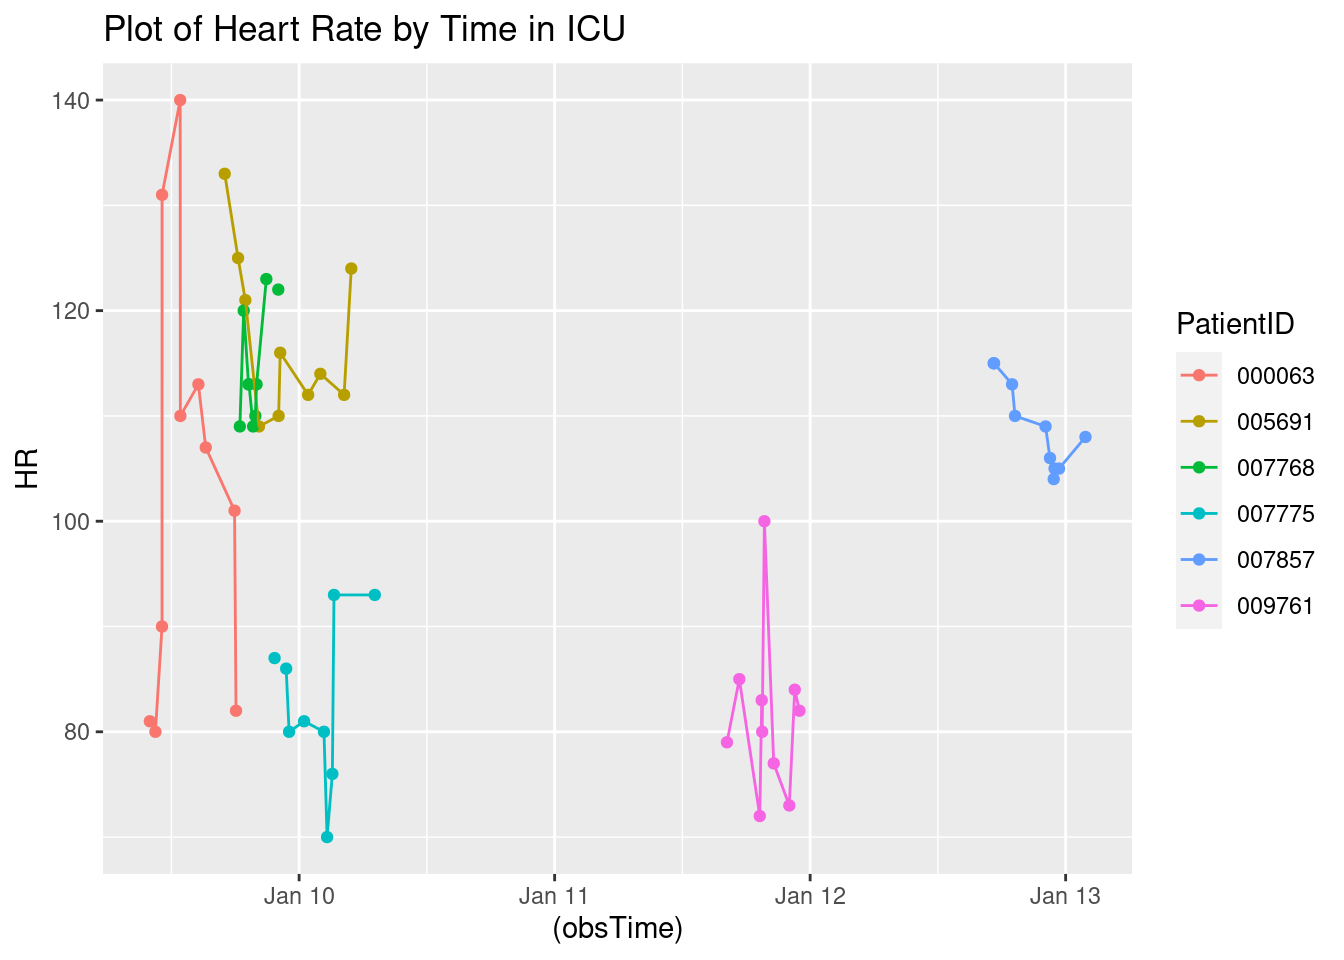 Plot of Heart Rate by Time in ICU
140
120
100
80
HR
Jan 10
Jan 11
Jan 12
Jan 13
(obsTime)
PatientID
000063
005691
007768
007775
007857
009761